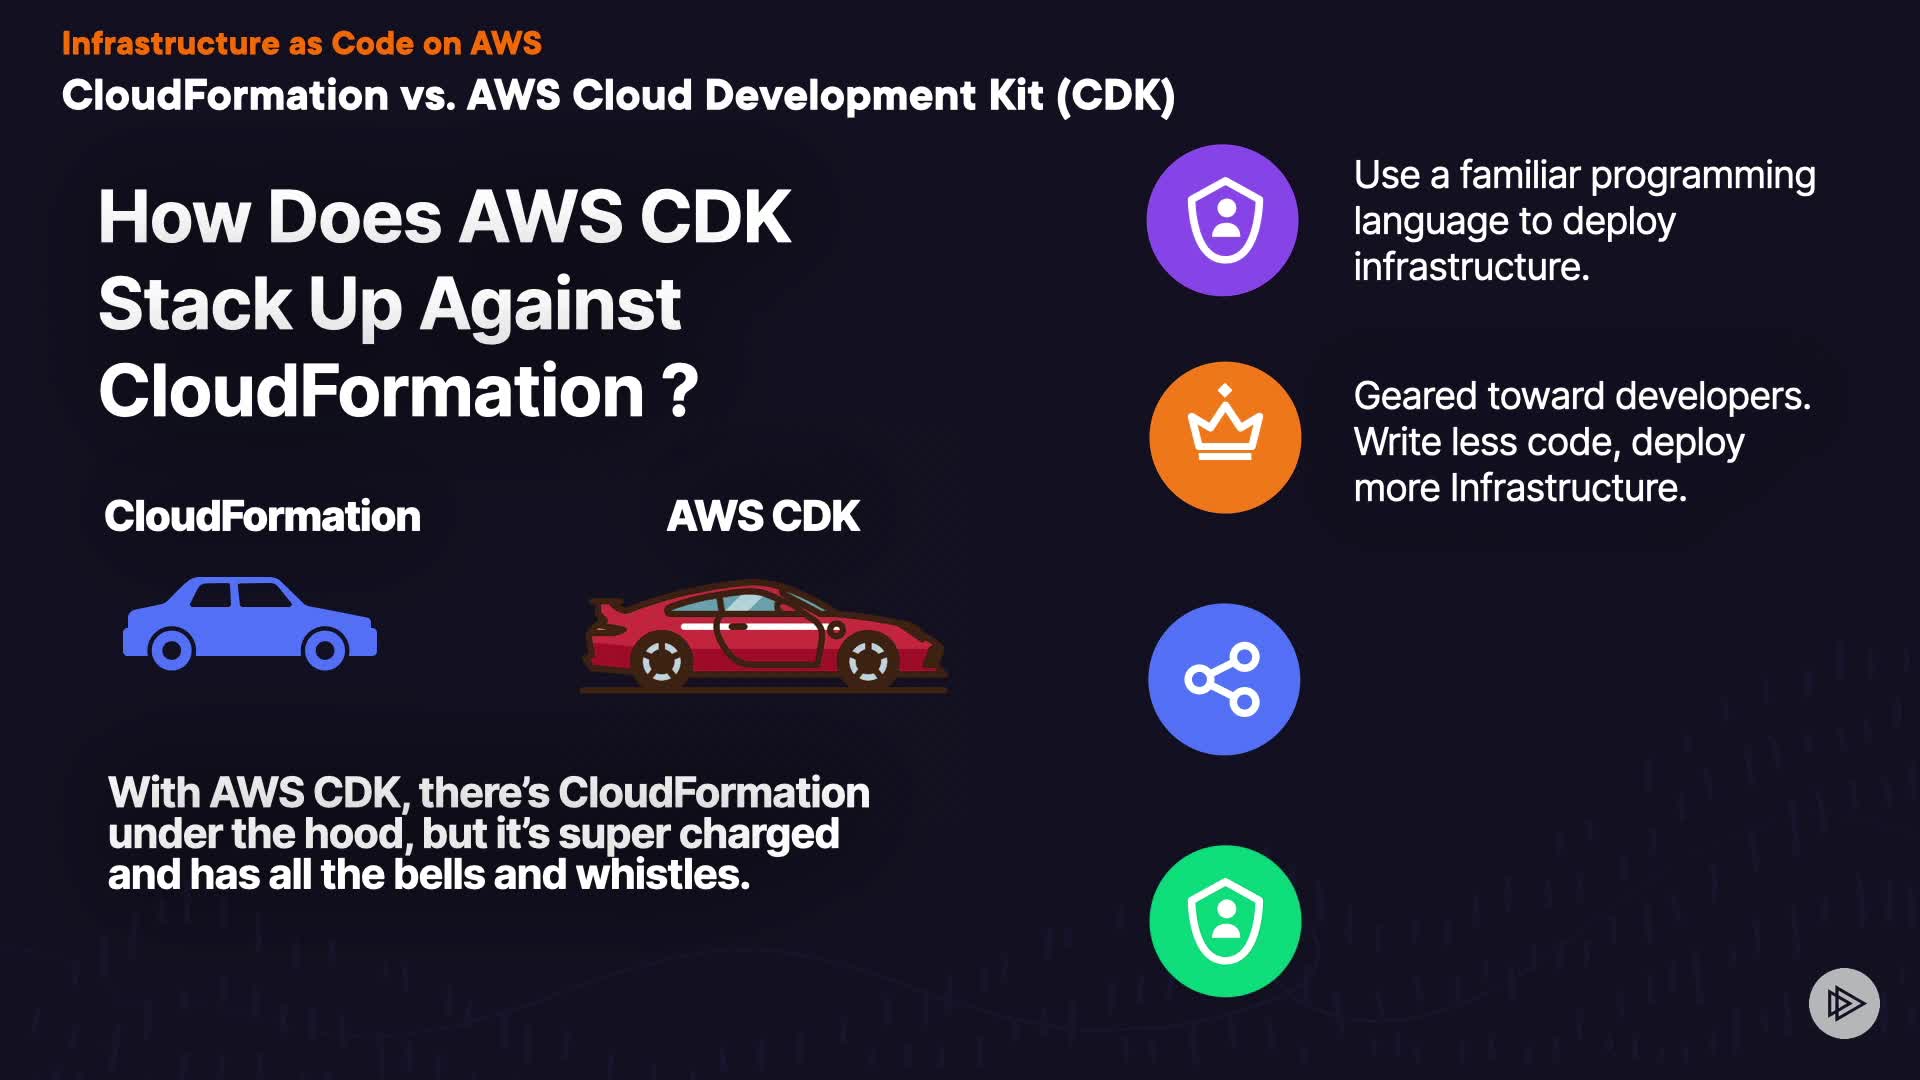 Infrastructure as Code on AWS
CloudFormation vs. AWS Cloud Development Kit (CDK)
How Does AWS CDK
Stack Up Against
CloudFormation ?
CloudFormation
AWS CDK
With AWS CDK, there’s CloudFormation
under the hood, but it’s super charged
and has all the bells and whistles.
Use a familiar programming
language to deploy
infrastructure.
Geared toward developers.
Write less code, deploy
more Infrastructure.